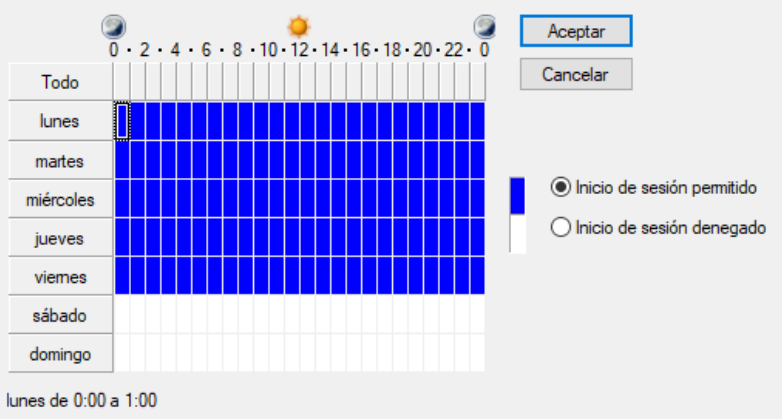 0 · 2 · 4 · 6 · 8 · 10 · 12 · 14 · 16 · 18 · 20 · 22 · 0
Todo
lunes
martes
miércoles
jueves
viernes
sábado
domingo
lunes de 0:00 a 1:00
Aceptar
Cancelar
Inicio de sesión permitido
Inicio de sesión denegado